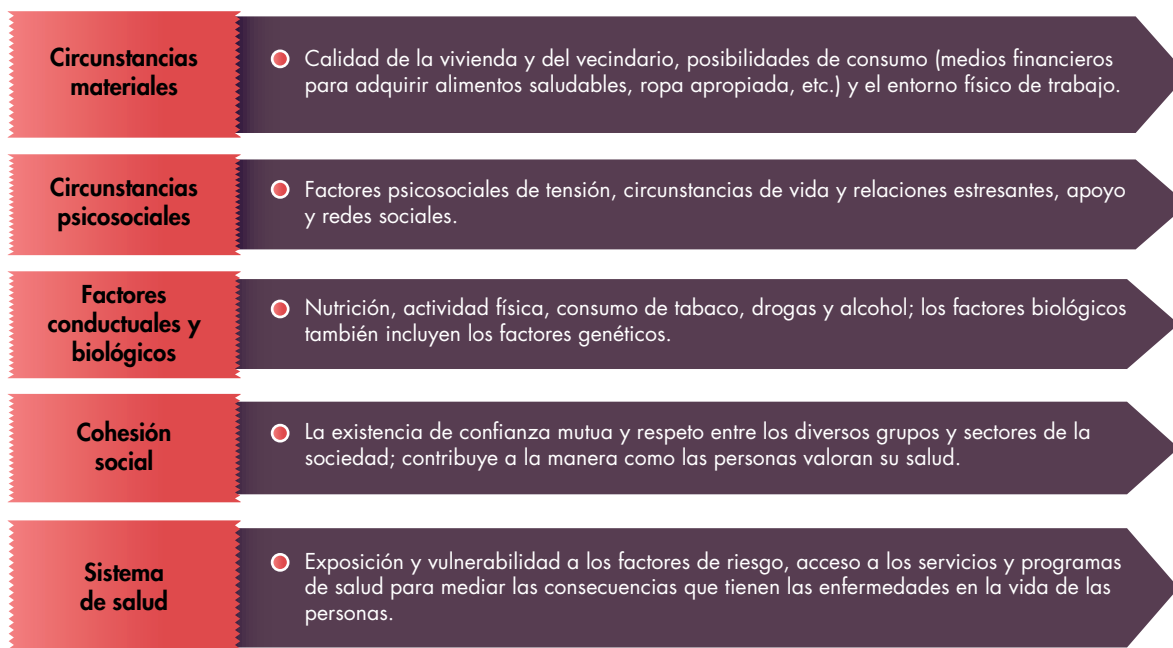 Circunstancias
materiales
Calidad de la vivienda y del vecindario, posibilidades de consumo (medios financieros
para adquirir alimentos saludables, ropa apropiada, etc.) y el entorno físico de trabajo.
Circunstancias
psicosociales
Factores psicosociales de tensión, circunstancias de vida y relaciones estresantes, apoyo
y redes sociales.
Factores
conductuales y
biológicos
Nutrición, actividad física, consumo de tabaco, drogas y alcohol; los factores biológicos
también incluyen los factores genéticos.
Cohesión
social
La existencia de confianza mutua y respeto entre los diversos grupos y sectores de la
sociedad; contribuye a la manera como las personas valoran su salud.
Sistema
de salud
Exposición y vulnerabilidad a los factores de riesgo, acceso a los servicios y programas
de salud para mediar las consecuencias que tienen las enfermedades en la vida de las
personas.